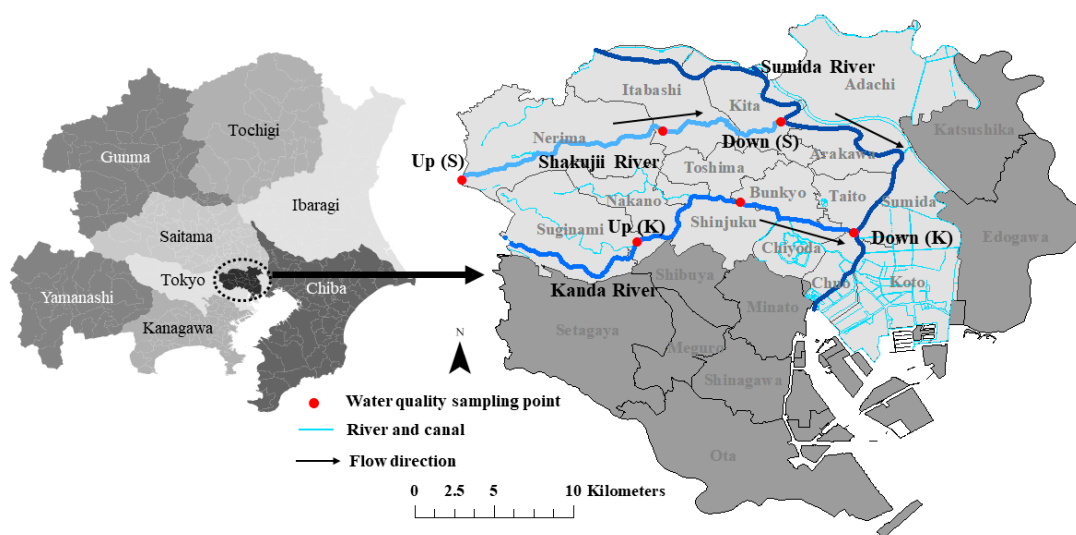 Gunma
Tochigi
Ibaragi
Saitama
Tokyo
Yamanashi
Chiba
Kanagawa
Sumida River
Adachi
Itabashi
Kita
Katsushika
Nerima
Up (S)
Down (S)
Arakawa
Shakujii River
Toshima
Nakano
Bunkyo
Taito
Sumida
Suginami
Up (K)
Shinjuku
Down (K)
Edogawa
Chiyoda
Shibuya
Kanda River
Chuo
Koto
Minato
Setagaya
Meguro
Shinagawa
Ota
N
Water quality sampling point
River and canal
Flow direction
0 2.5 5 10 Kilometers